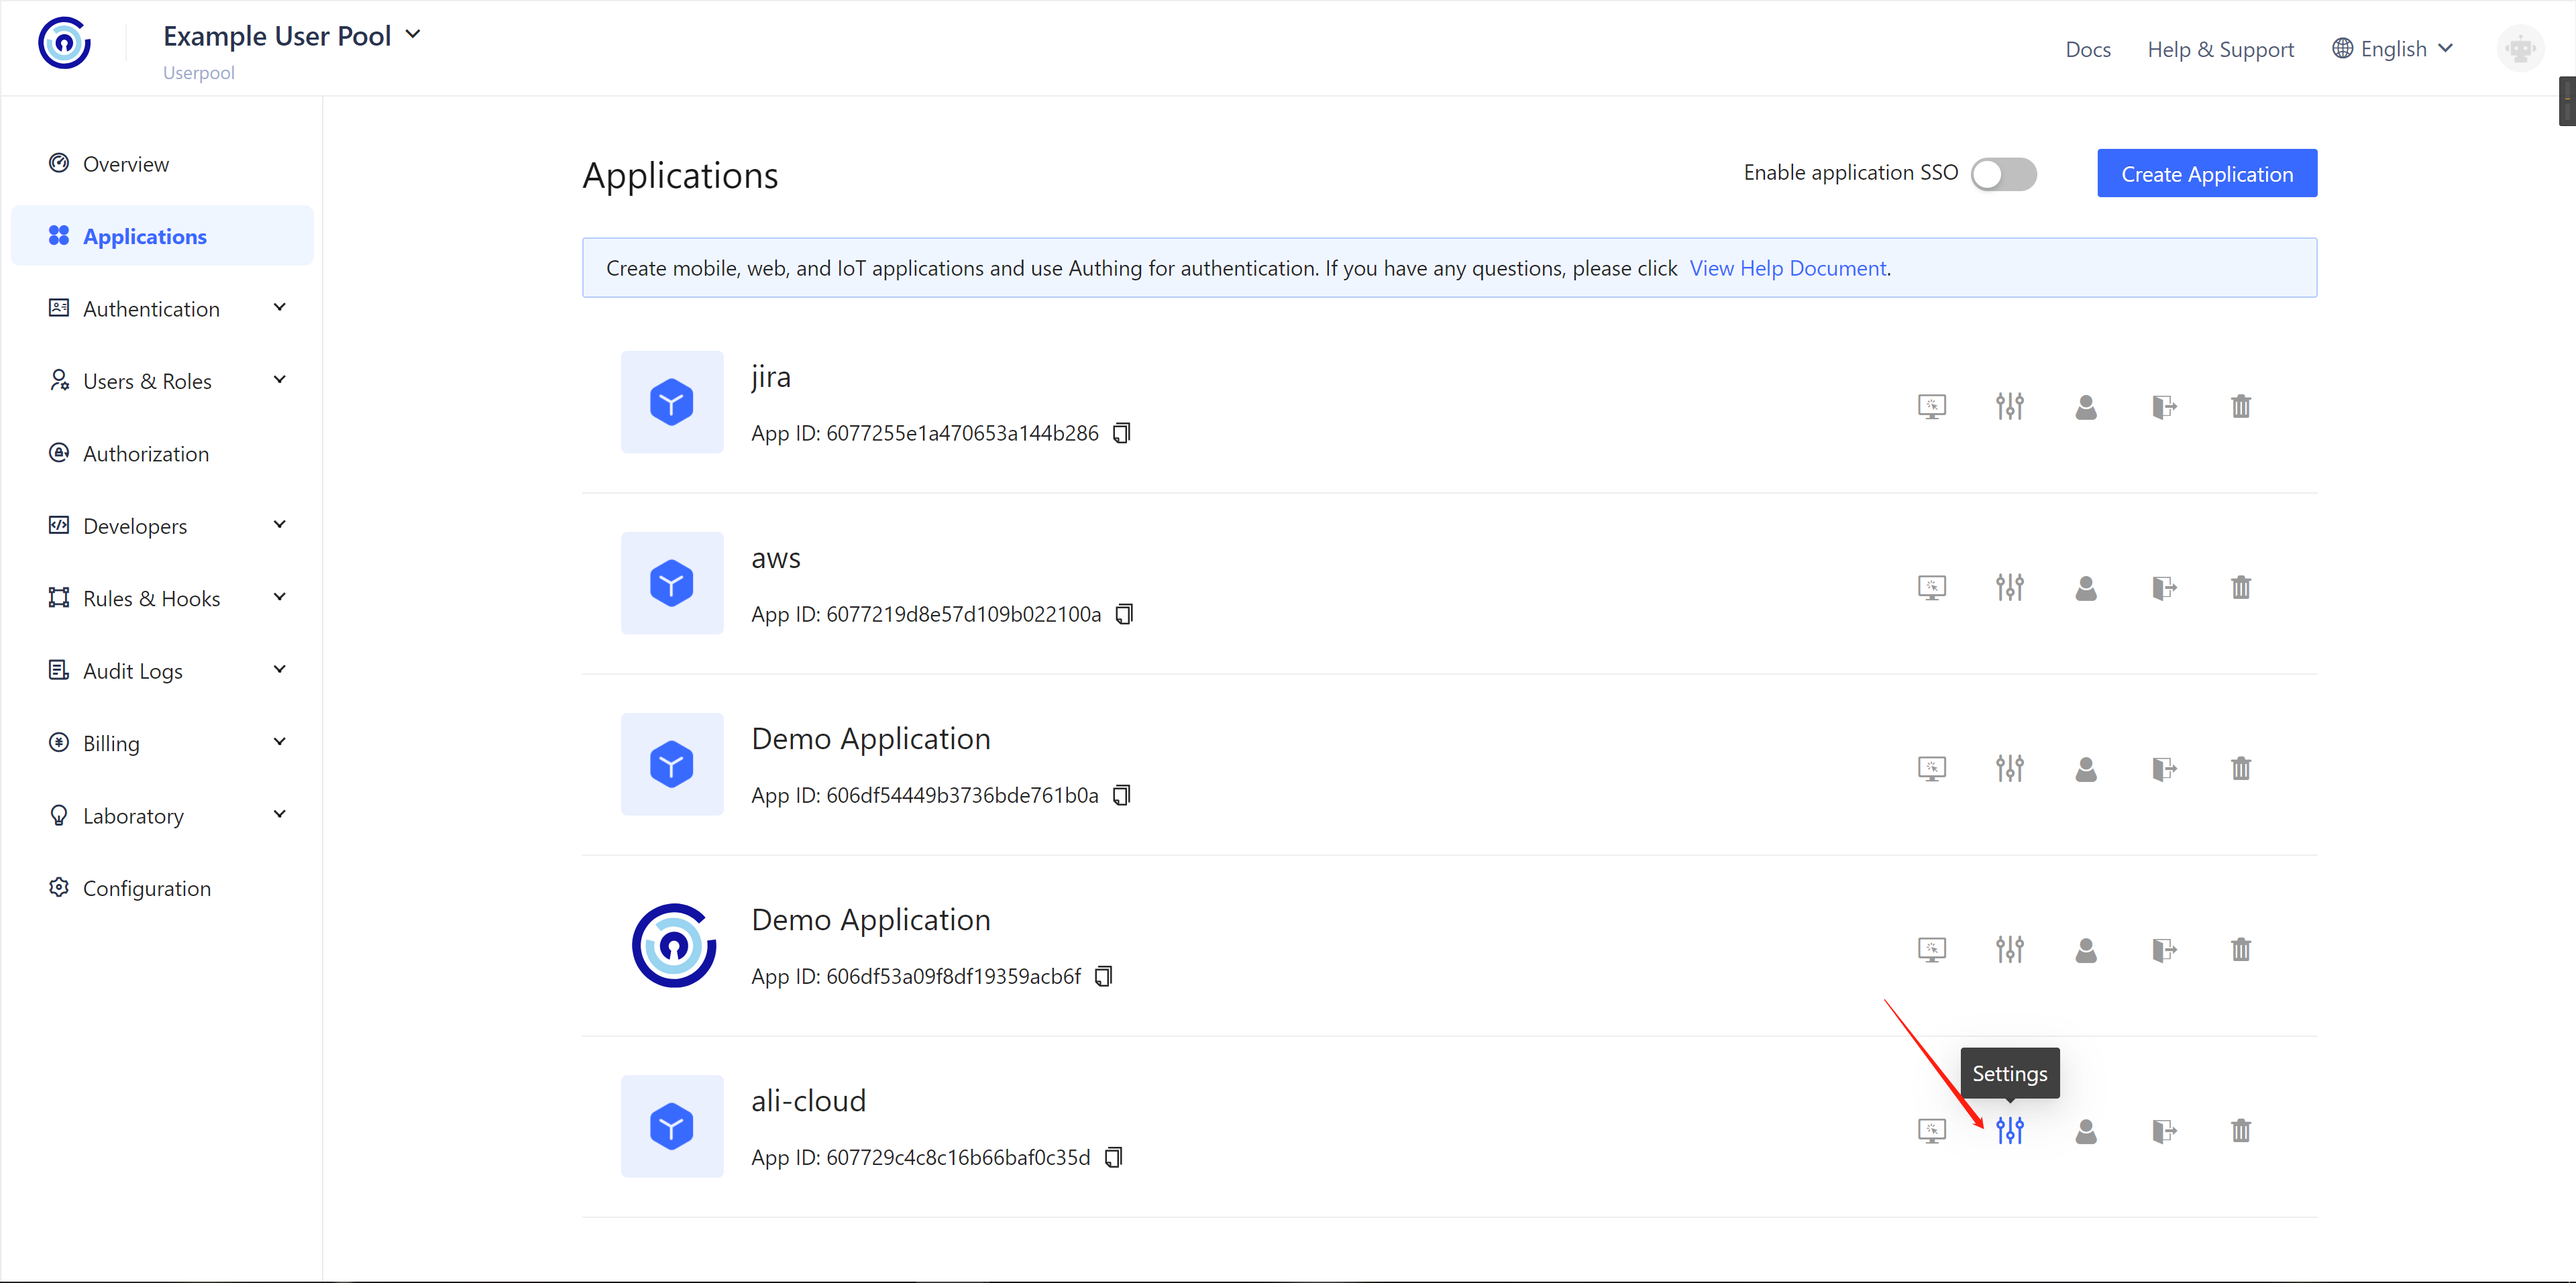 Example User Pool
Userpool
Docs
Help & Support
English
Overview
Applications
Authentication
Users & Roles
Authorization
Developers
Rules & Hooks
Audit Logs
Billing
Laboratory
Configuration
Applications
Enable application SSO
Create Application
Create mobile, web, and IoT applications and use Authing for authentication. If you have any questions, please click View Help Document.
jira
App ID: 6077255e1a470653a144b286
aws
App ID: 6077219d8e57d109b022100a
Demo Application
App ID: 606df54449b3736bde761b0a
Demo Application
App ID: 606df53a09f8df19359acb6f
Settings
ali-cloud
App ID: 607729c4c8c16b66baf0c35d